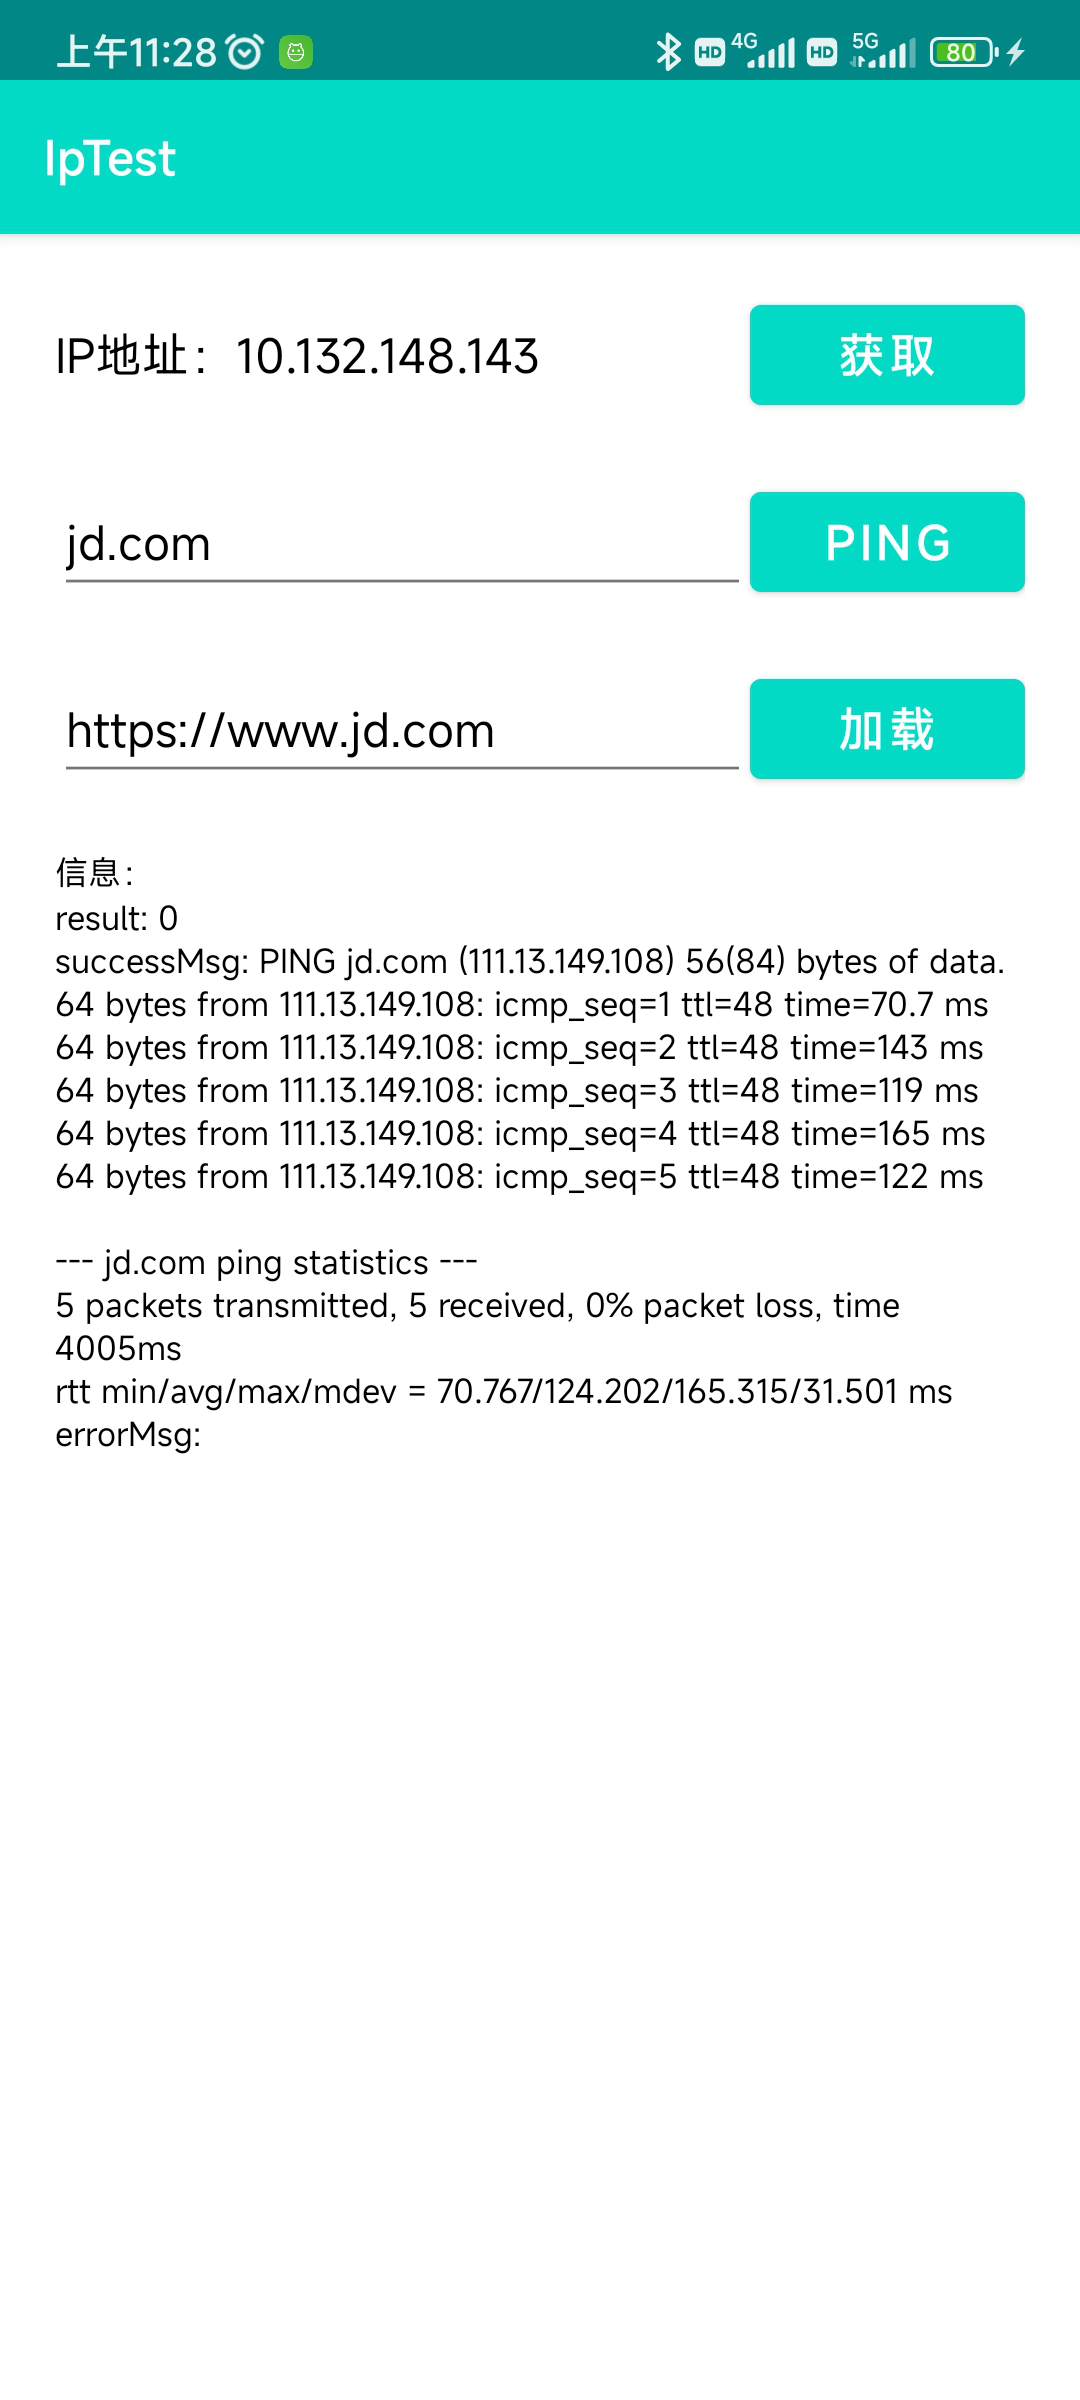 上午11:28 HD 4G HD 5G 80
IpTest
IP地址：10.132.148.143 获取
jd.com PING
https://www.jd.com 加载
信息：
result: 0
successMsg: PING jd.com (111.13.149.108) 56(84) bytes of data.
64 bytes from 111.13.149.108: icmp_seq=1 ttl=48 time=70.7 ms
64 bytes from 111.13.149.108: icmp_seq=2 ttl=48 time=143 ms
64 bytes from 111.13.149.108: icmp_seq=3 ttl=48 time=119 ms
64 bytes from 111.13.149.108: icmp_seq=4 ttl=48 time=165 ms
64 bytes from 111.13.149.108: icmp_seq=5 ttl=48 time=122 ms
--- jd.com ping statistics ---
5 packets transmitted, 5 received, 0% packet loss, time
4005ms
rtt min/avg/max/mdev = 70.767/124.202/165.315/31.501 ms
errorMsg: